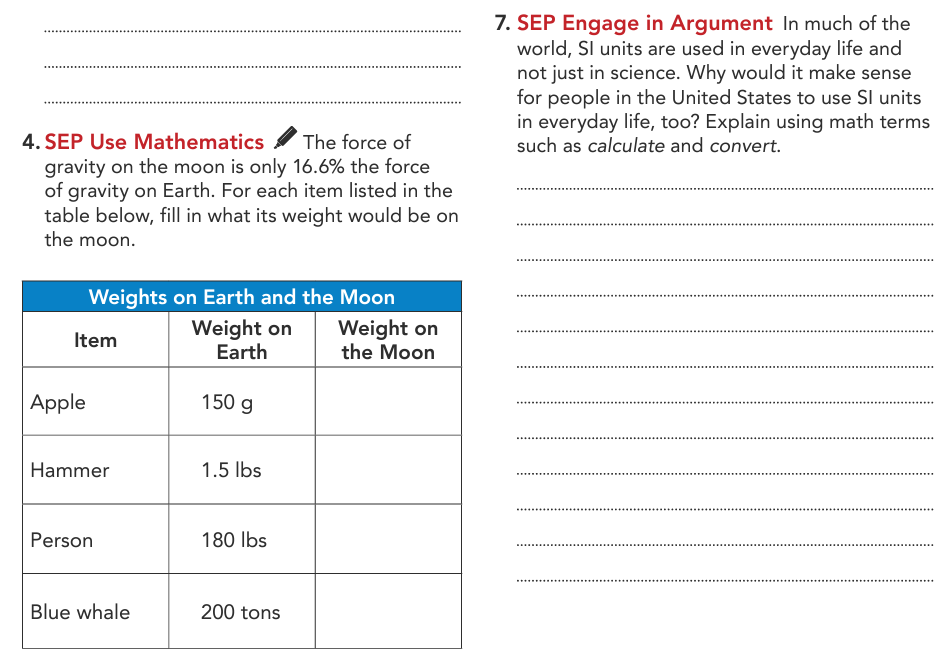 4. SEP Use Mathematics The force of
gravity on the moon is only 16.6% the force
of gravity on Earth. For each item listed in the
table below, fill in what its weight would be on
the moon.
Weights on Earth and the Moon
Item
Weight on
Earth
Weight on
the Moon
Apple
150 g
Hammer
1.5 lbs
Person
180 lbs
Blue whale
200 tons
7. SEP Engage in Argument In much of the
world, SI units are used in everyday life and
not just in science. Why would it make sense
for people in the United States to use SI units
in everyday life, too? Explain using math terms
such as calculate and convert.